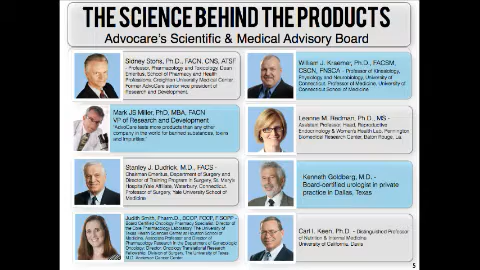 THE SCIENCE BEHIND THE PRODUCTS
Advocare's Scientific & Medical Advisory Board
Sidney Stohs, Ph.D., FACN, CNS, ATSF
- Professor, Pharmacology and Toxicology, Dean
Emeritus, School of Pharmacy and Health
Professions, Creighton University Medical Center.
Former AdvoCare senior vice president of
Research and Development.
Mark JS Miller, PhD, MBA, FACN
VP of Research and Development
"AdvoCare tests more products than any other
company in the world for banned substances, toxins
and impurities"
Stanley J. Dudrick, M.D., FACS -
Chairman Emeritus, Department of Surgery and
Director of Training Program in Surgery, St. Mary's
Hospital/Yale Affiliate, Waterbury, Connecticut.
Professor of Surgery, Yale University School of
Medicine
Judith Smith, Pharm.D., BCOP, FCCP, FISOPP -
Board Certified Oncology Pharmacy Specialist, Director of
the Core Pharmacology Laboratory, The University of
Texas Health Sciences Center at Houston School of
Medicine, Associate Professor and Director of
Pharmacology Research in the Department of Gynecologic
Oncology; Director, Oncology Translational Research
Fellowship, Division of Surgery, The University of Texas
M.D. Anderson Cancer Center
William J. Kraemer, Ph.D., FACSM,
CSCN, FNSCA - Professor of Kinesiology,
Physiology and Neurobiology, University of
Connecticut. Professor of Medicine, University of
Connecticut School of Medicine
Leanne M. Redman, Ph.D., MS -
Assistant Professor, Head, Reproductive
Endocrinology & Women's Health Lab, Pennington
Biomedical Research Center, Baton Rouge, La.
Kenneth Goldberg, M.D. -
Board-certified urologist in private
practice in Dallas, Texas
Carl L. Keen, Ph.D. - Distinguished Professor
of Nutrition & Internal Medicine
University of California, Davis
5